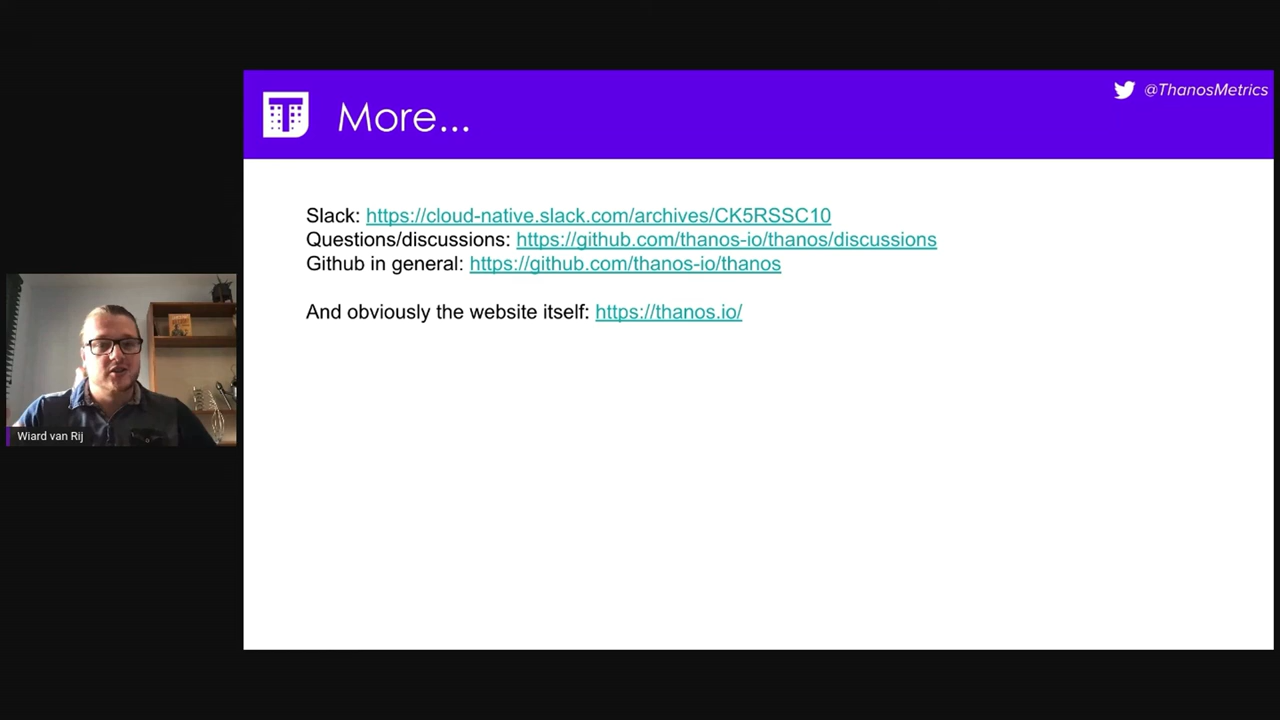 @ThanosMetrics
T More...
Slack: https://cloud-native.slack.com/archives/CK5RSSC10
Questions/discussions: https://github.com/thanos-io/thanos/discussions
Github in general: https://github.com/thanos-io/thanos
And obviously the website itself: https://thanos.io/
Wiard van Rij